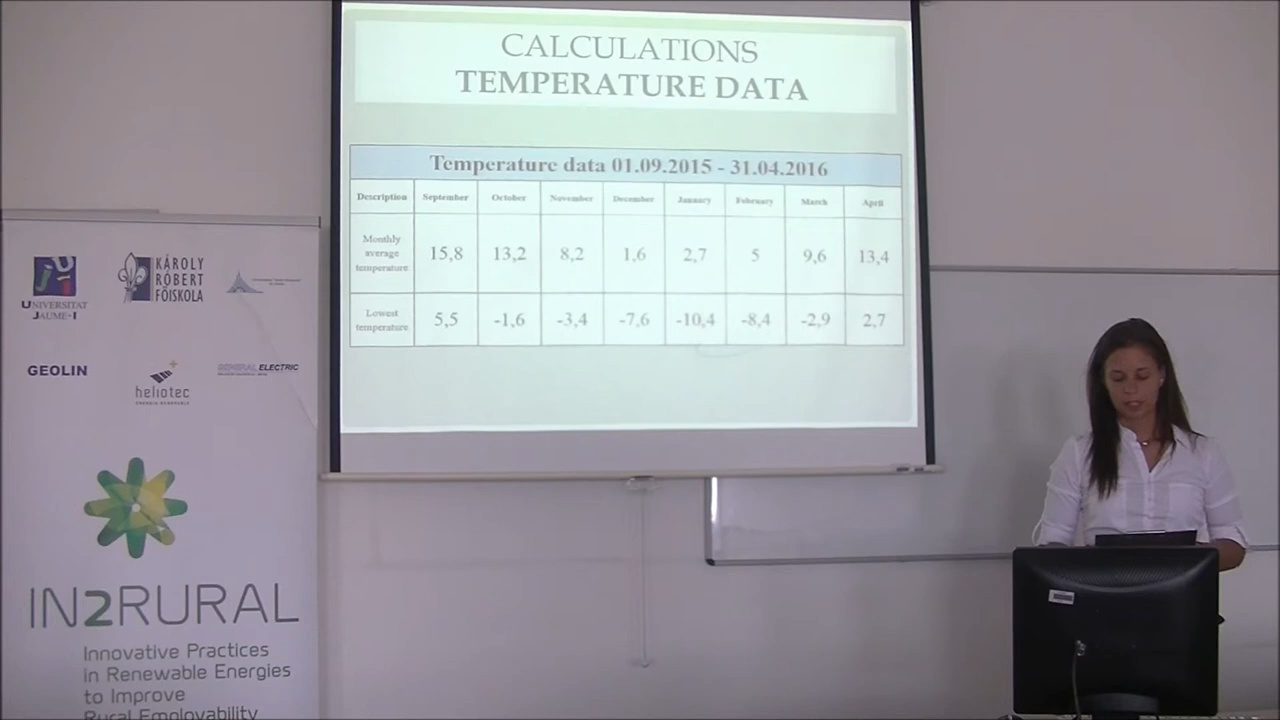 CALCULATIONS
TEMPERATURE DATA
Temperature data 01.09.2015 - 31.04.2016
Description September October November December January February March April
Monthly average temperature 15,8 13,2 8,2 1,6 2,7 5 9,6 13,4
Lowest temperature 5,5 -1,6 -3,4 -7,6 -10,4 -8,4 -2,9 2,7
UNIVERSITAT
JAUME·I
KÁROLY
RÓBERT
FŐISKOLA
GEOLIN
heliotec
GENERAL ELECTRIC
IN2RURAL
Innovative Practices
in Renewable Energies
to Improve
Rural Employability